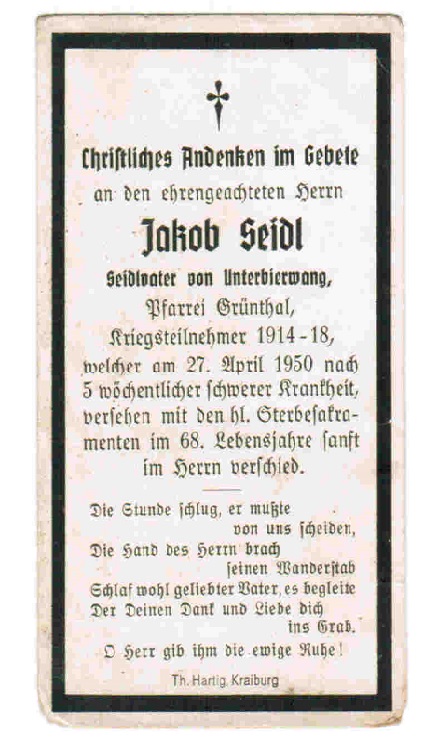 Christliches Andenken im Gebete
an den ehrengeachteten Herrn
Jakob Seidl
Seidlvater von Unterbierwang,
Pfarrei Grünthal,
Kriegsteilnehmer 1914-18,
welcher am 27. April 1950 nach
5 wöchentlicher schwerer Krankheit,
versehen mit den hl. Sterbesakra-
menten im 68. Lebensjahre sanft
im Herrn verschied.
Die Stunde schlug, er mußte
von uns scheiden,
Die Hand des Herrn brach
seinen Wanderstab
Schlaf wohl geliebter Vater, es begleite
Der Deinen Dank und Liebe dich
ins Grab.
O Herr gib ihm die ewige Ruhe!
Th. Hartig, Kraiburg